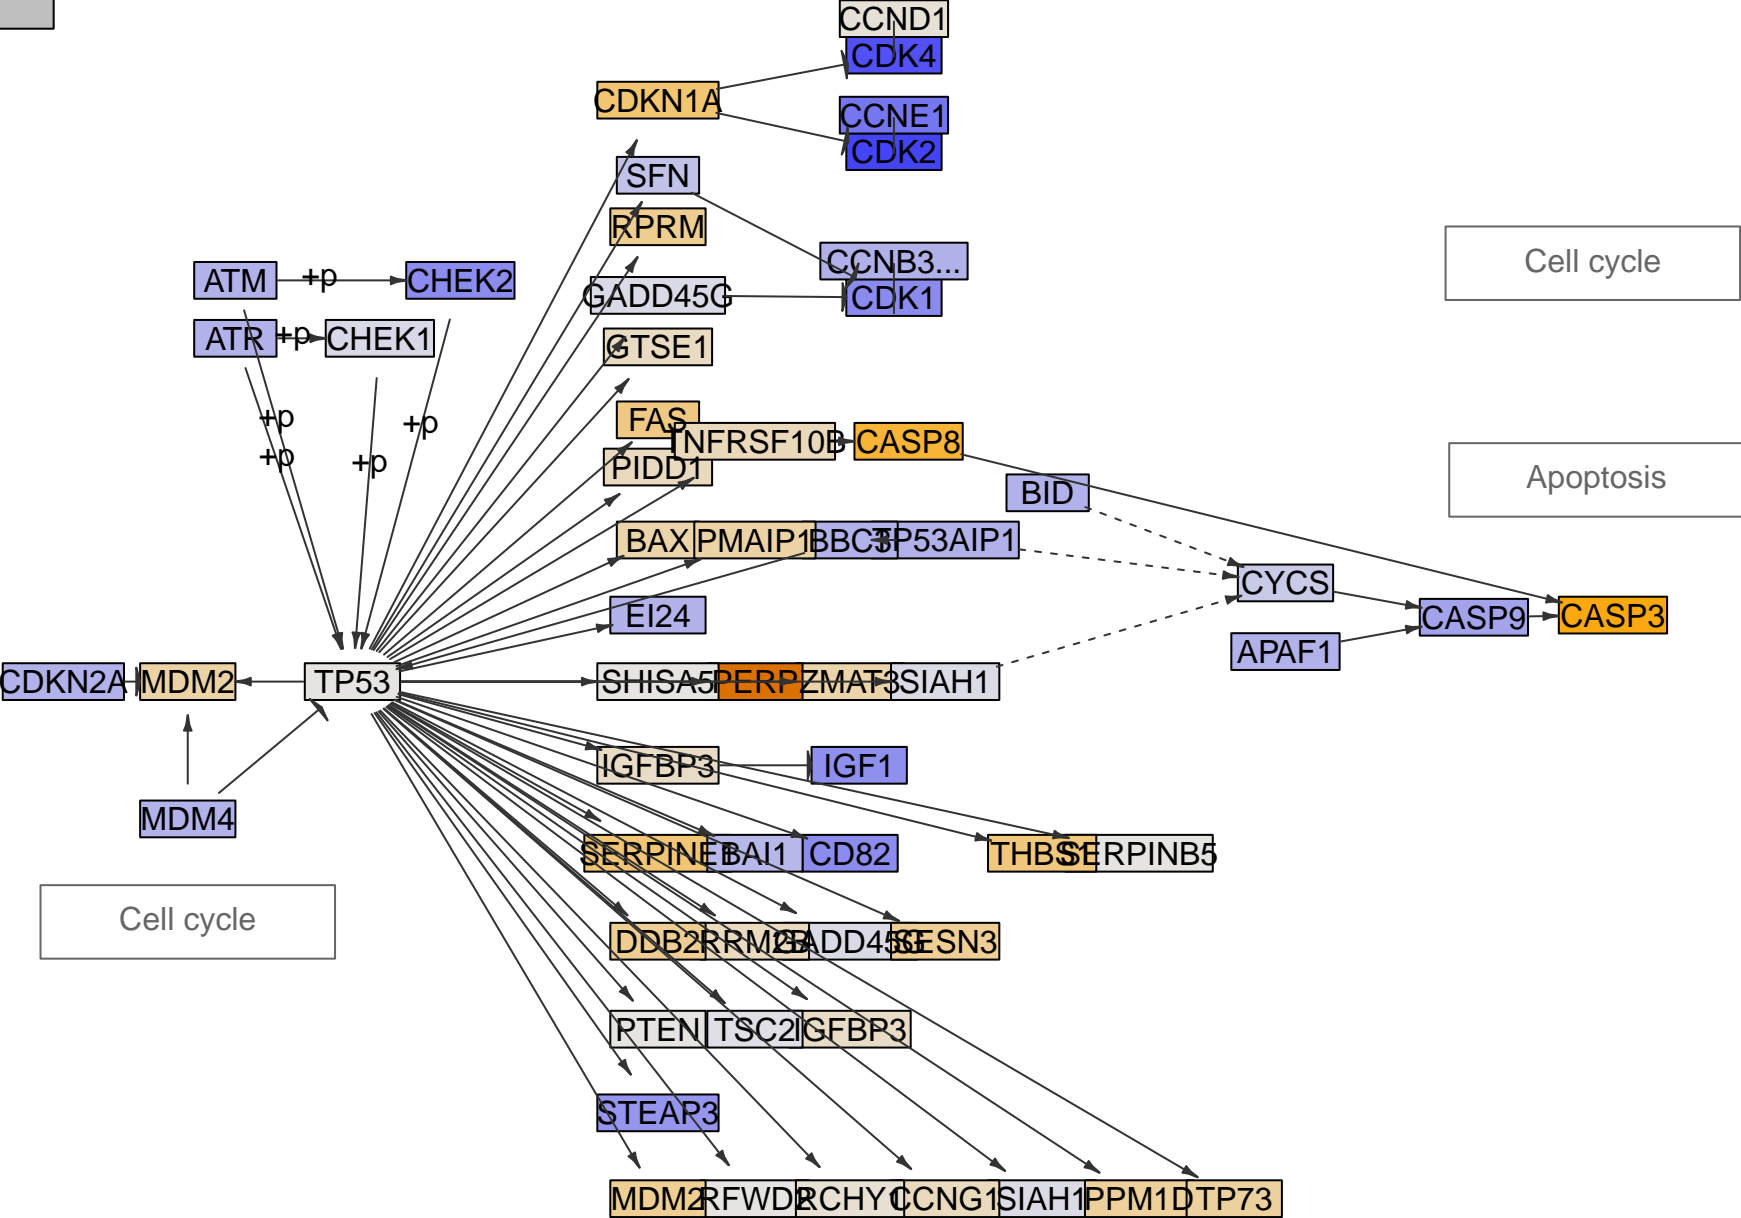 CCND1
CDK4
CDKN1A
CCNE1
CDK2
SFN
RPRM
CCNB3...
Cell cycle
ATM +p CHEK2
GADD45G
CDK1
ATR +p CHEK1
GTSE1
+p
+p
+p
+p
FAS
TNFRSF10B
CASP8
PIDD1
Apoptosis
BID
BAX
PMAIP1
BBC3
TP53AIP1
CYCS
EI24
CASP9
CASP3
APAF1
CDKN2A
MDM2
TP53
SHISA5
PERP
ZMAT3
SIAH1
IGFBP3
IGF1
MDM4
SERPINE1
BAI1
CD82
THBS1
SERPINB5
Cell cycle
DDB2
RRM2B
GADD45G
SESN3
PTEN
TSC2
IGFBP3
STEAP3
MDM2
RFWD2
RCHY1
CCNG1
SIAH1
PPM1D
TP73